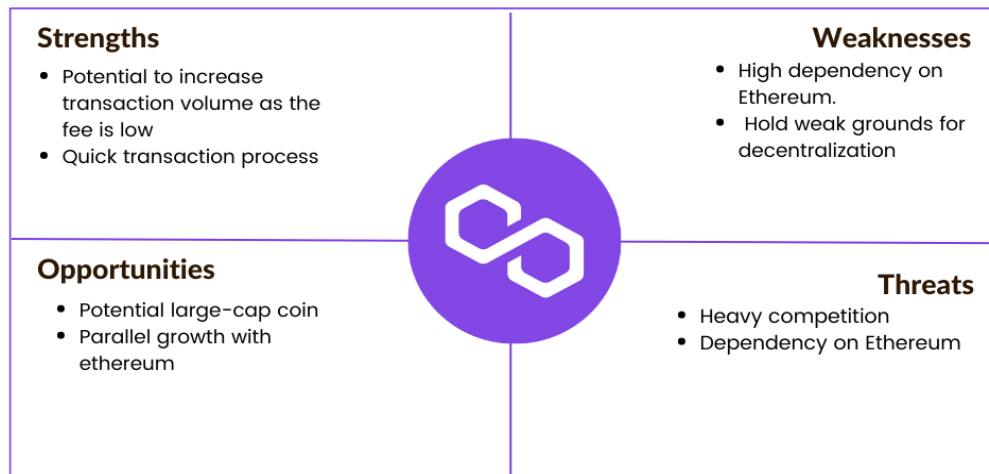 Strengths
• Potential to increase
transaction volume as the
fee is low
• Quick transaction process
Weaknesses
• High dependency on
Ethereum.
• Hold weak grounds for
decentralization
Opportunities
• Potential large-cap coin
• Parallel growth with
ethereum
Threats
• Heavy competition
• Dependency on Ethereum